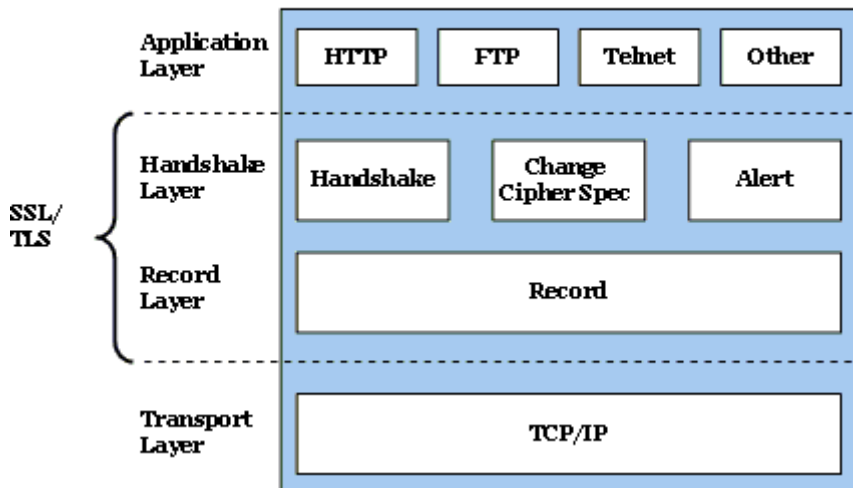 Application
Layer
HTTP
FTP
Telnet
Other
SSL/
TLS
Handshake
Layer
Handshake
Change
Cipher Spec
Alert
Record
Layer
Record
Transport
Layer
TCP/IP